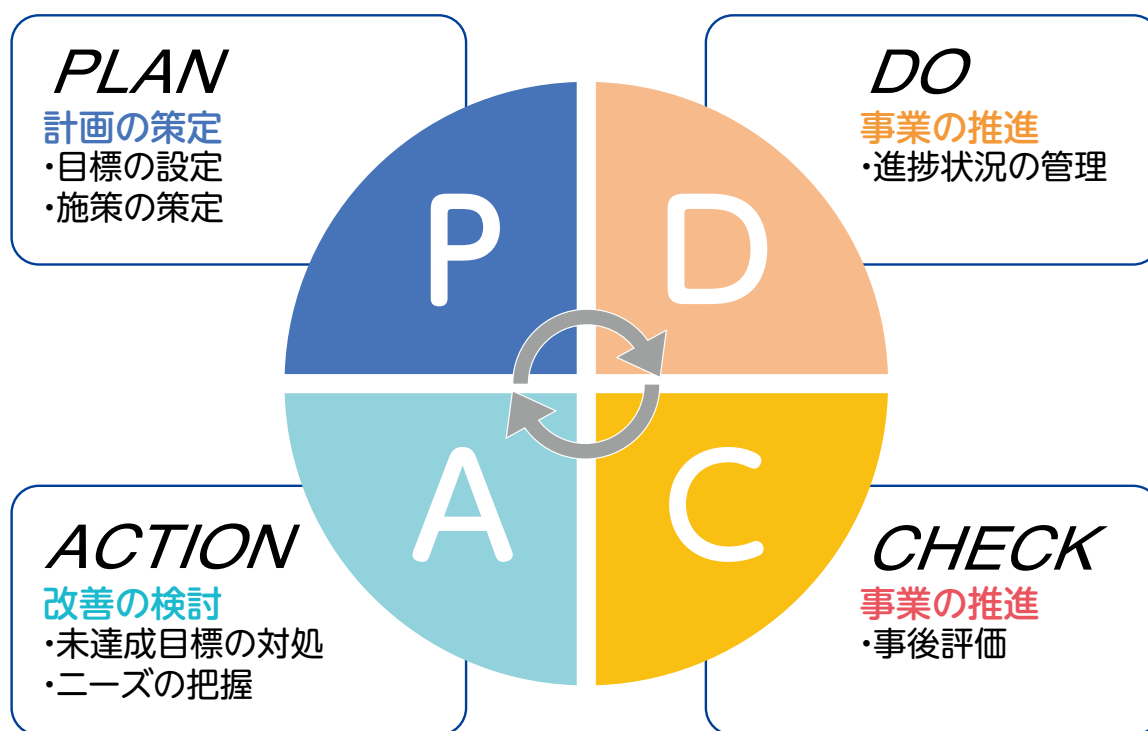 PLAN
計画の策定
・目標の設定
・施策の策定
DO
事業の推進
・進捗状況の管理
P
D
A
C
ACTION
改善の検討
・未達成目標の対処
・ニーズの把握
CHECK
事業の推進
・事後評価